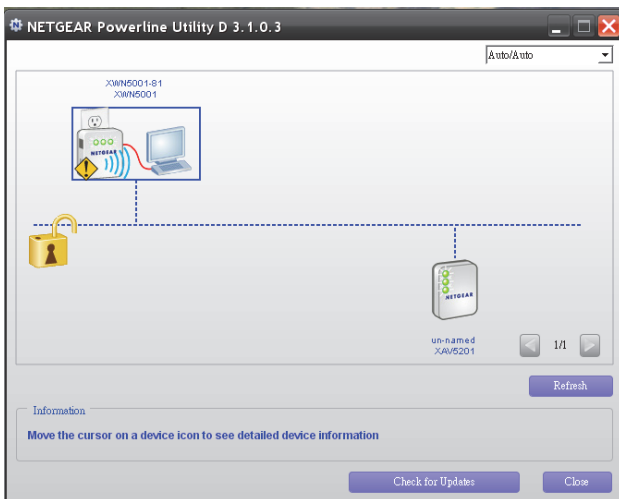 NETGEAR Powerline Utility D 3.1.0.3
Auto/Auto
XWN5001-81
XWN5001
NETGEAR
NETGEAR
un-named
XAV5201
1/1
Refresh
Information
Move the cursor on a device icon to see detailed device information
Check for Updates
Close